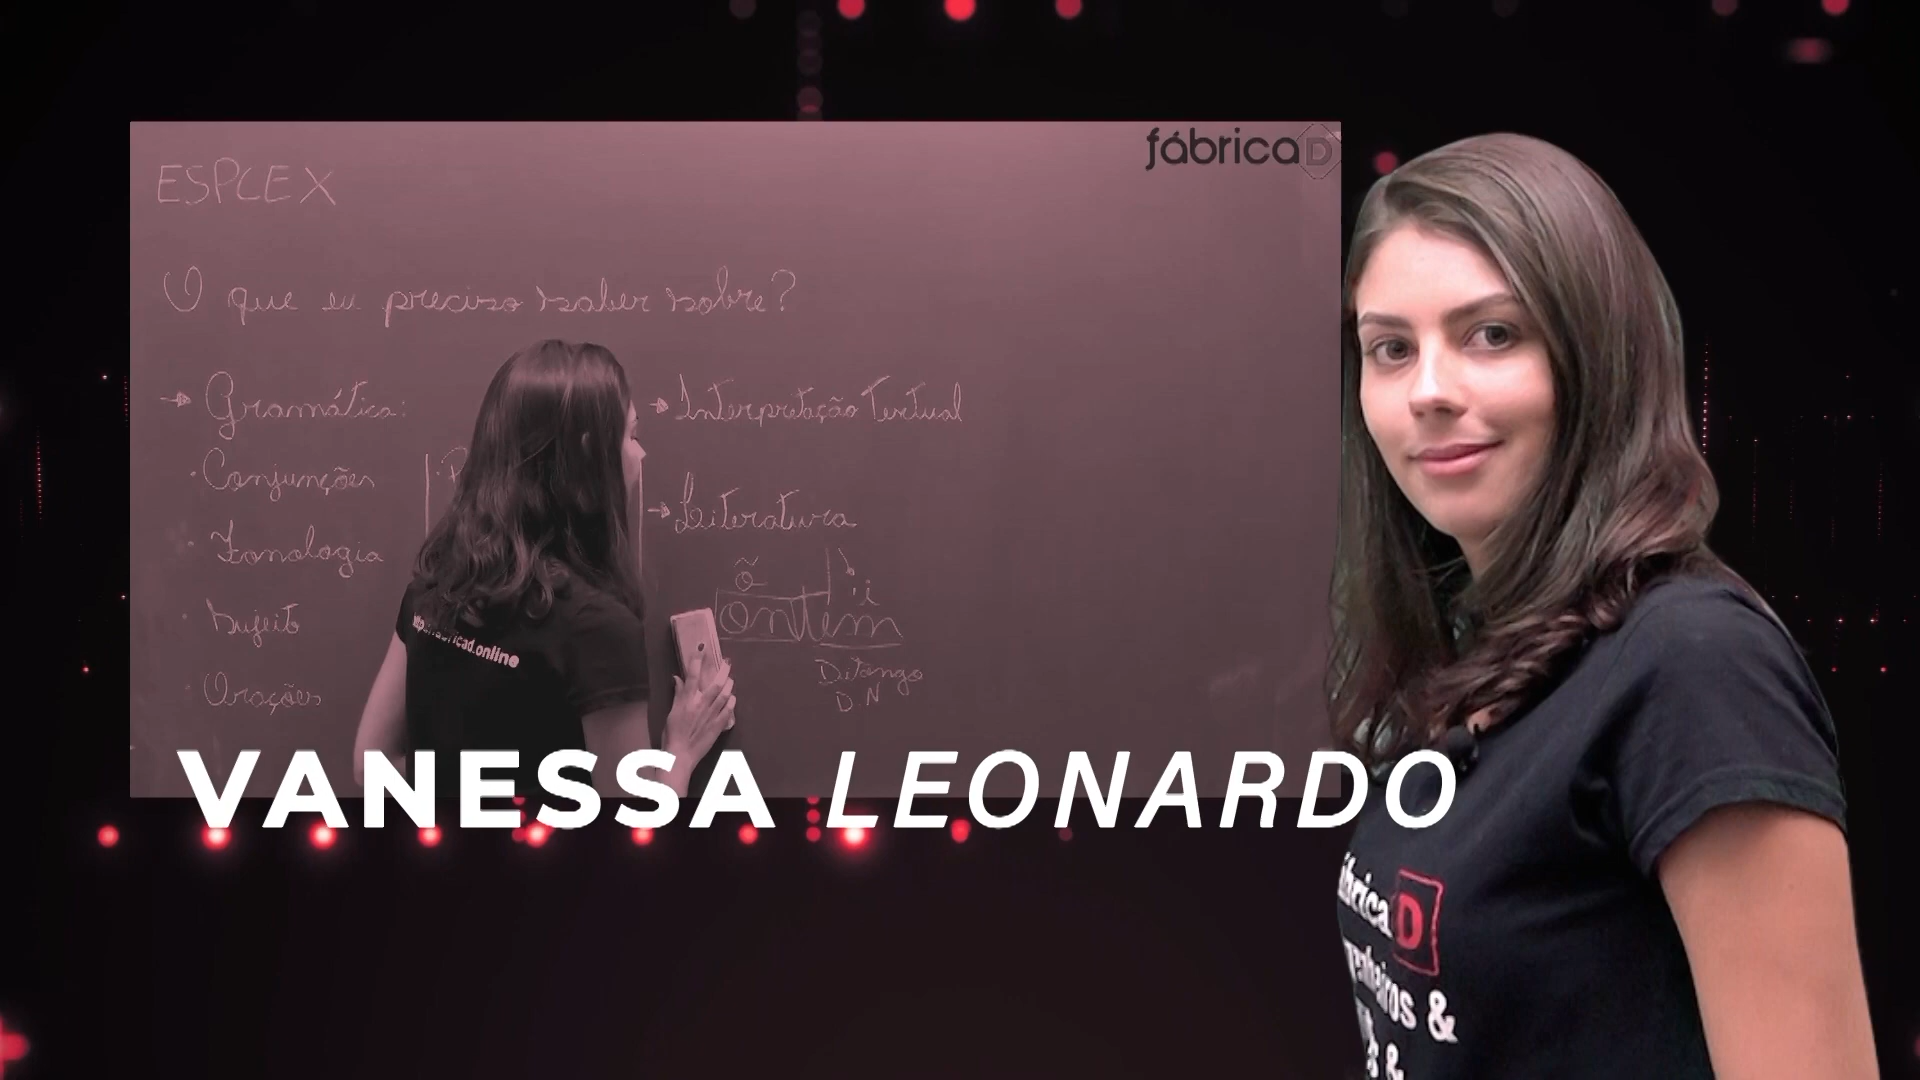 fábricaD
ESPCEX
O que eu preciso saber sobre?
→ Gramática:
→ Interpretação Textual
· Conjunções
· P
→ Literatura
· Fonologia
õ
i
ontem
· Sujeito
fabricad.online
Ditongo
D.N
· Orações
VANESSA LEONARDO
D
&
&